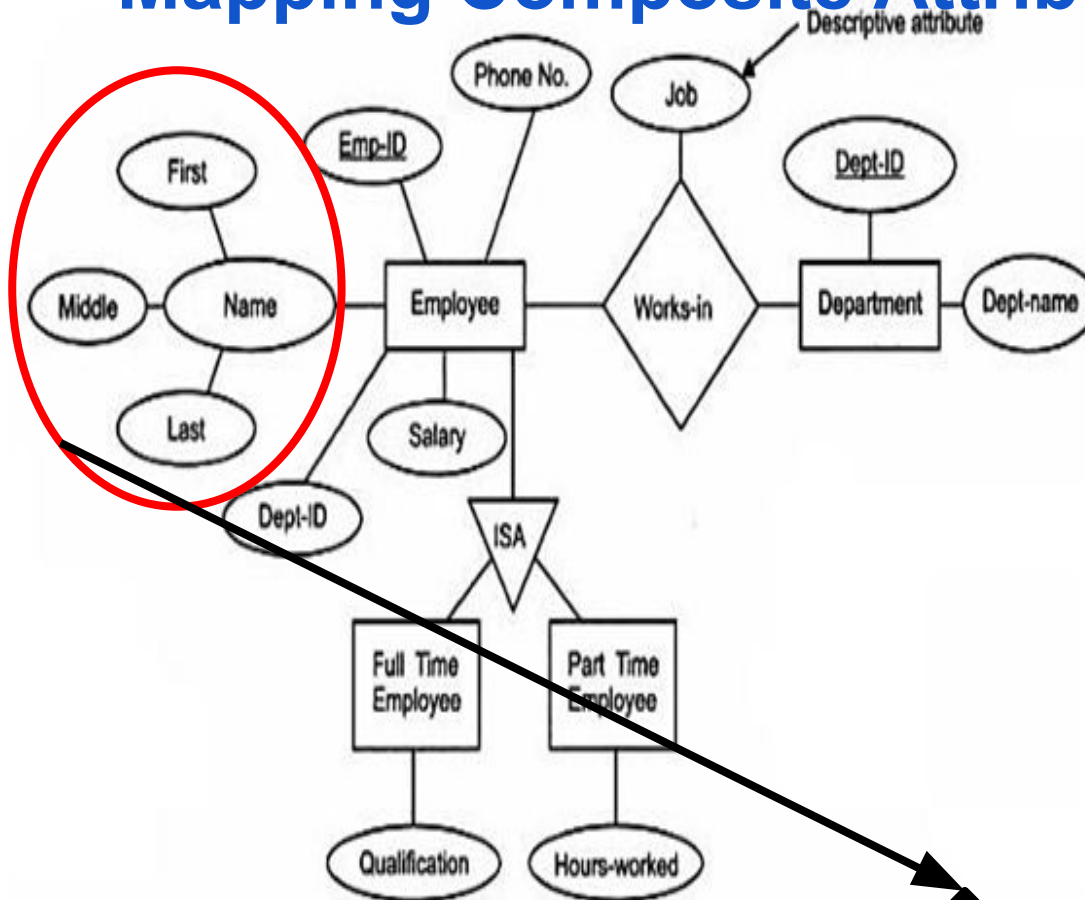 Mapping Composite Attrib
Descriptive attribute
Phone No.
Job
Emp-ID
Dept-ID
First
Middle
Name
Employee
Works-in
Department
Dept-name
Last
Salary
Dept-ID
ISA
Full Time
Employee
Part Time
Employee
Qualification
Hours-worked